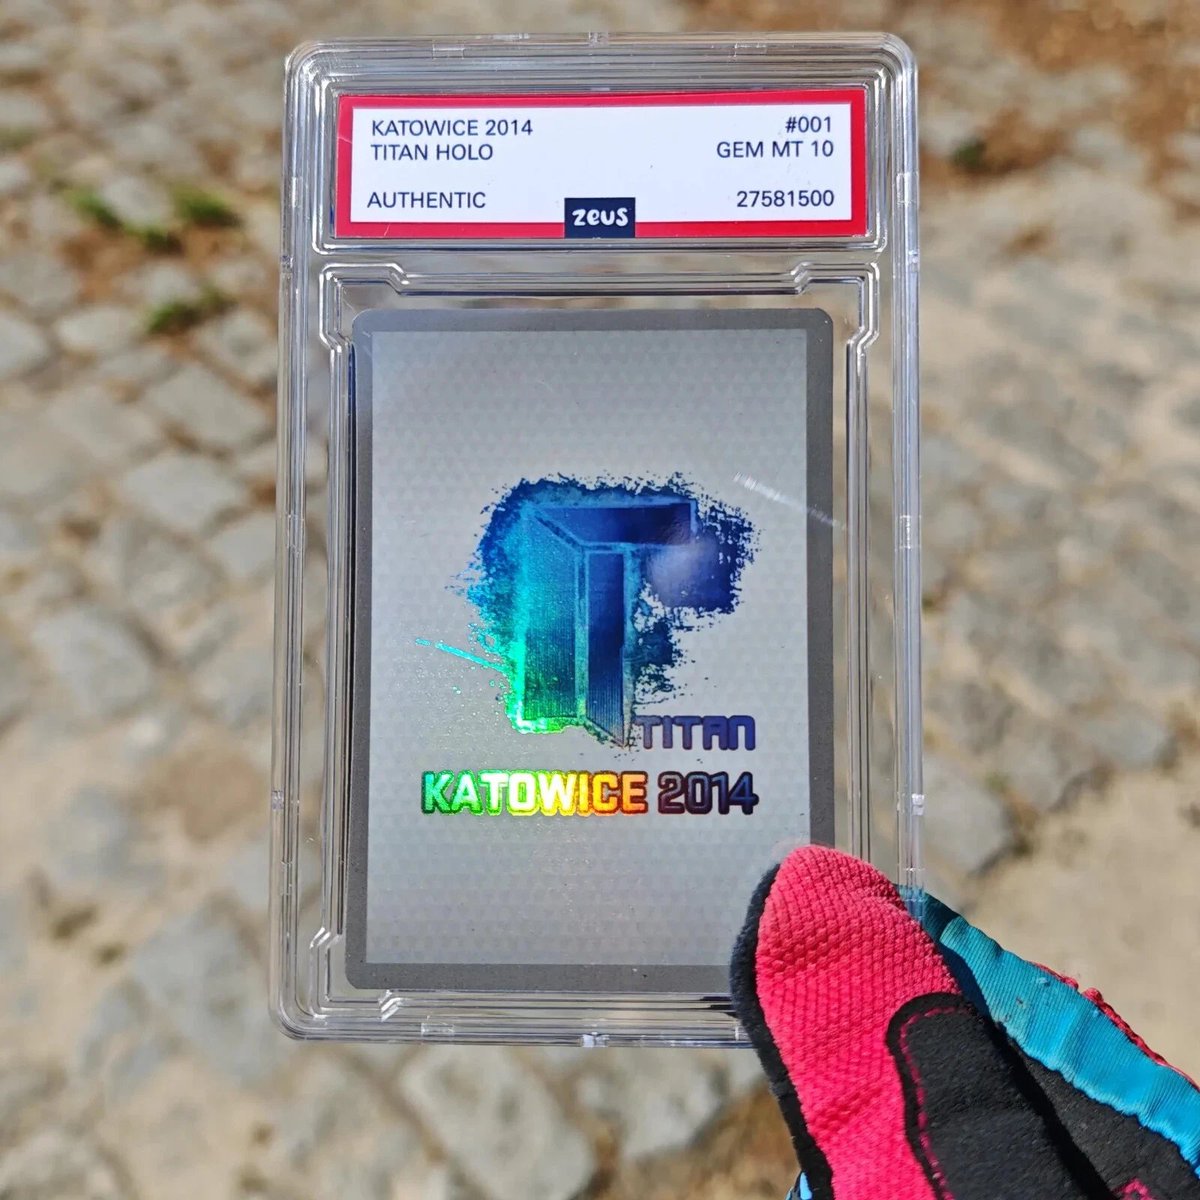 KATOWICE 2014
#001
TITAN HOLO
GEM MT 10
AUTHENTIC
zeus
27581500
TITAN
KATOWICE 2014